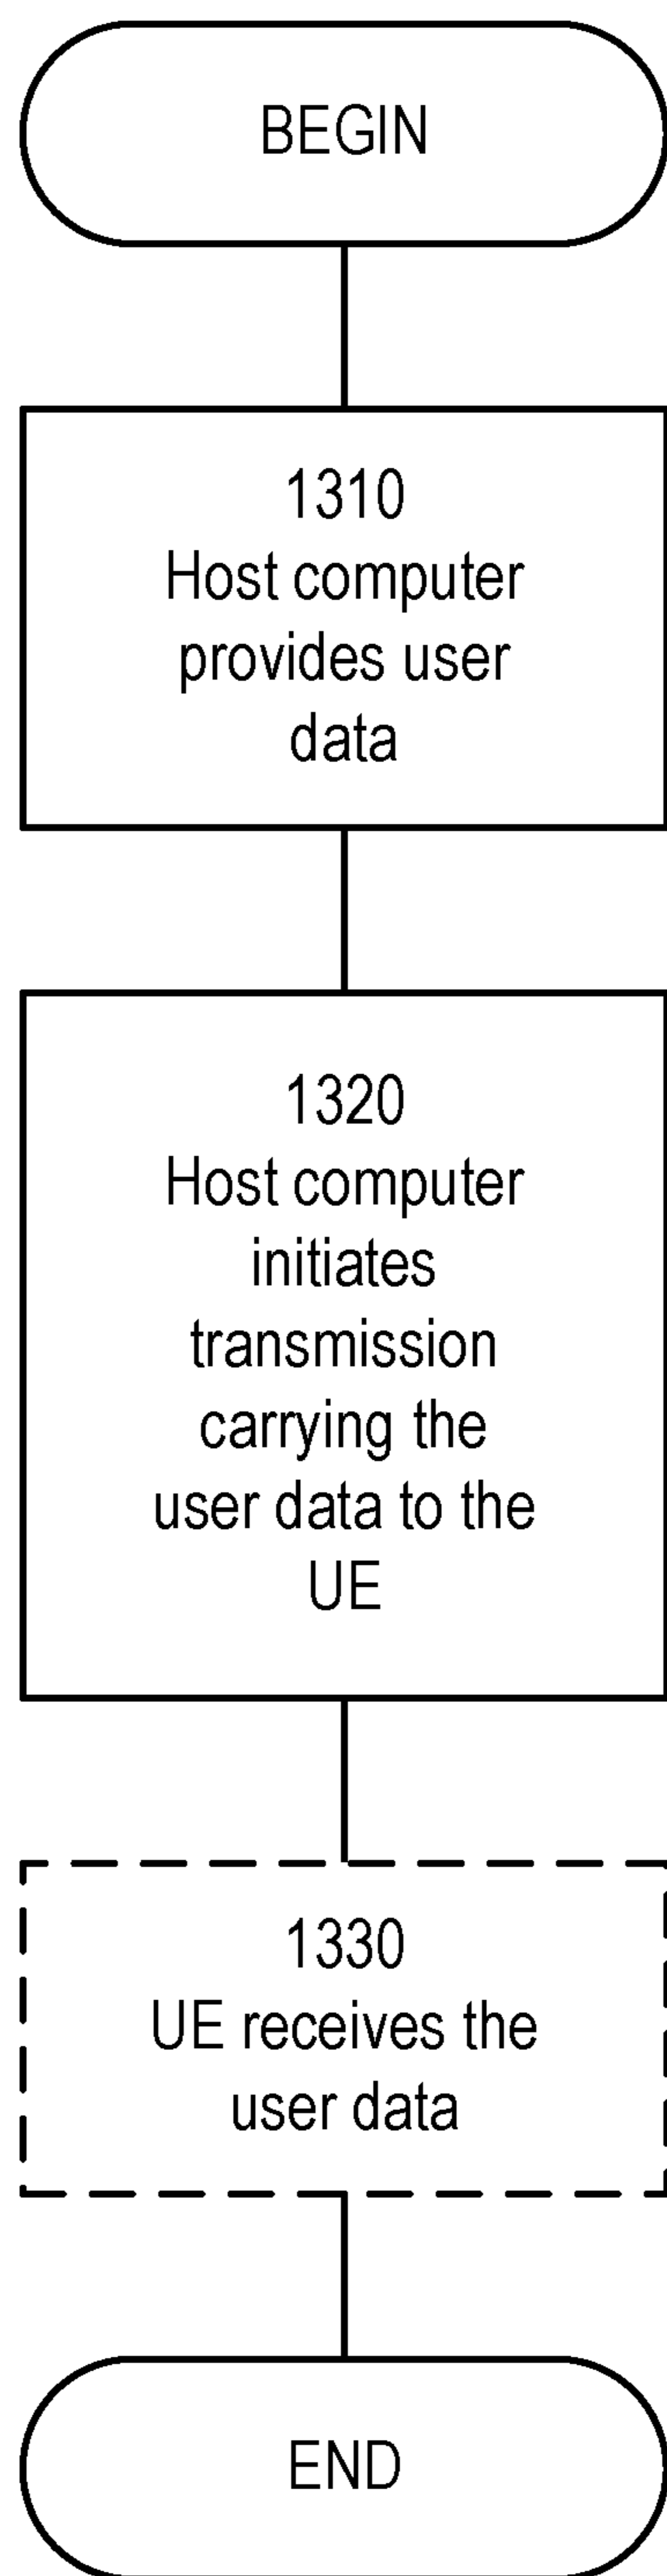 BEGIN
1310
Host computer
provides user
data
1320
Host computer
initiates
transmission
carrying the
user data to the
UE
1330
UE receives the
user data
END